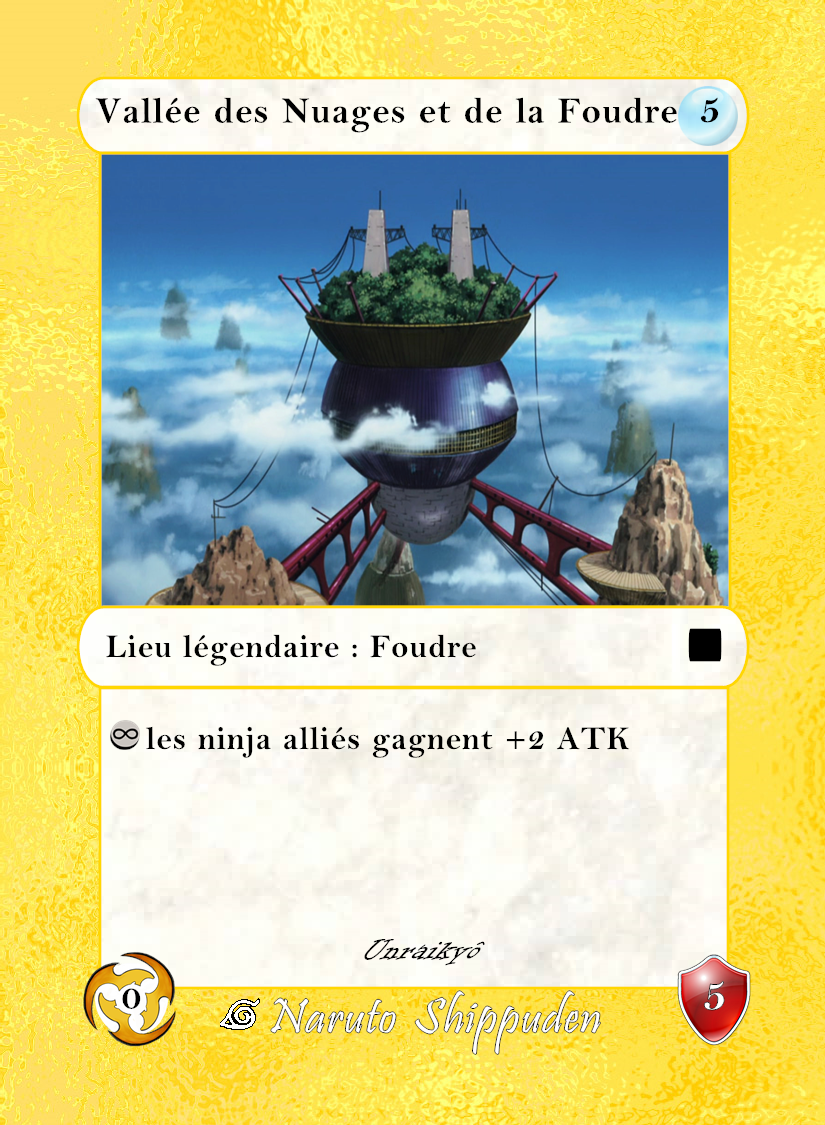 Vallée des Nuages et de la Foudre 5
Lieu légendaire : Foudre
∞ les ninja alliés gagnent +2 ATK
Unraikyô
0
Naruto Shippuden
5